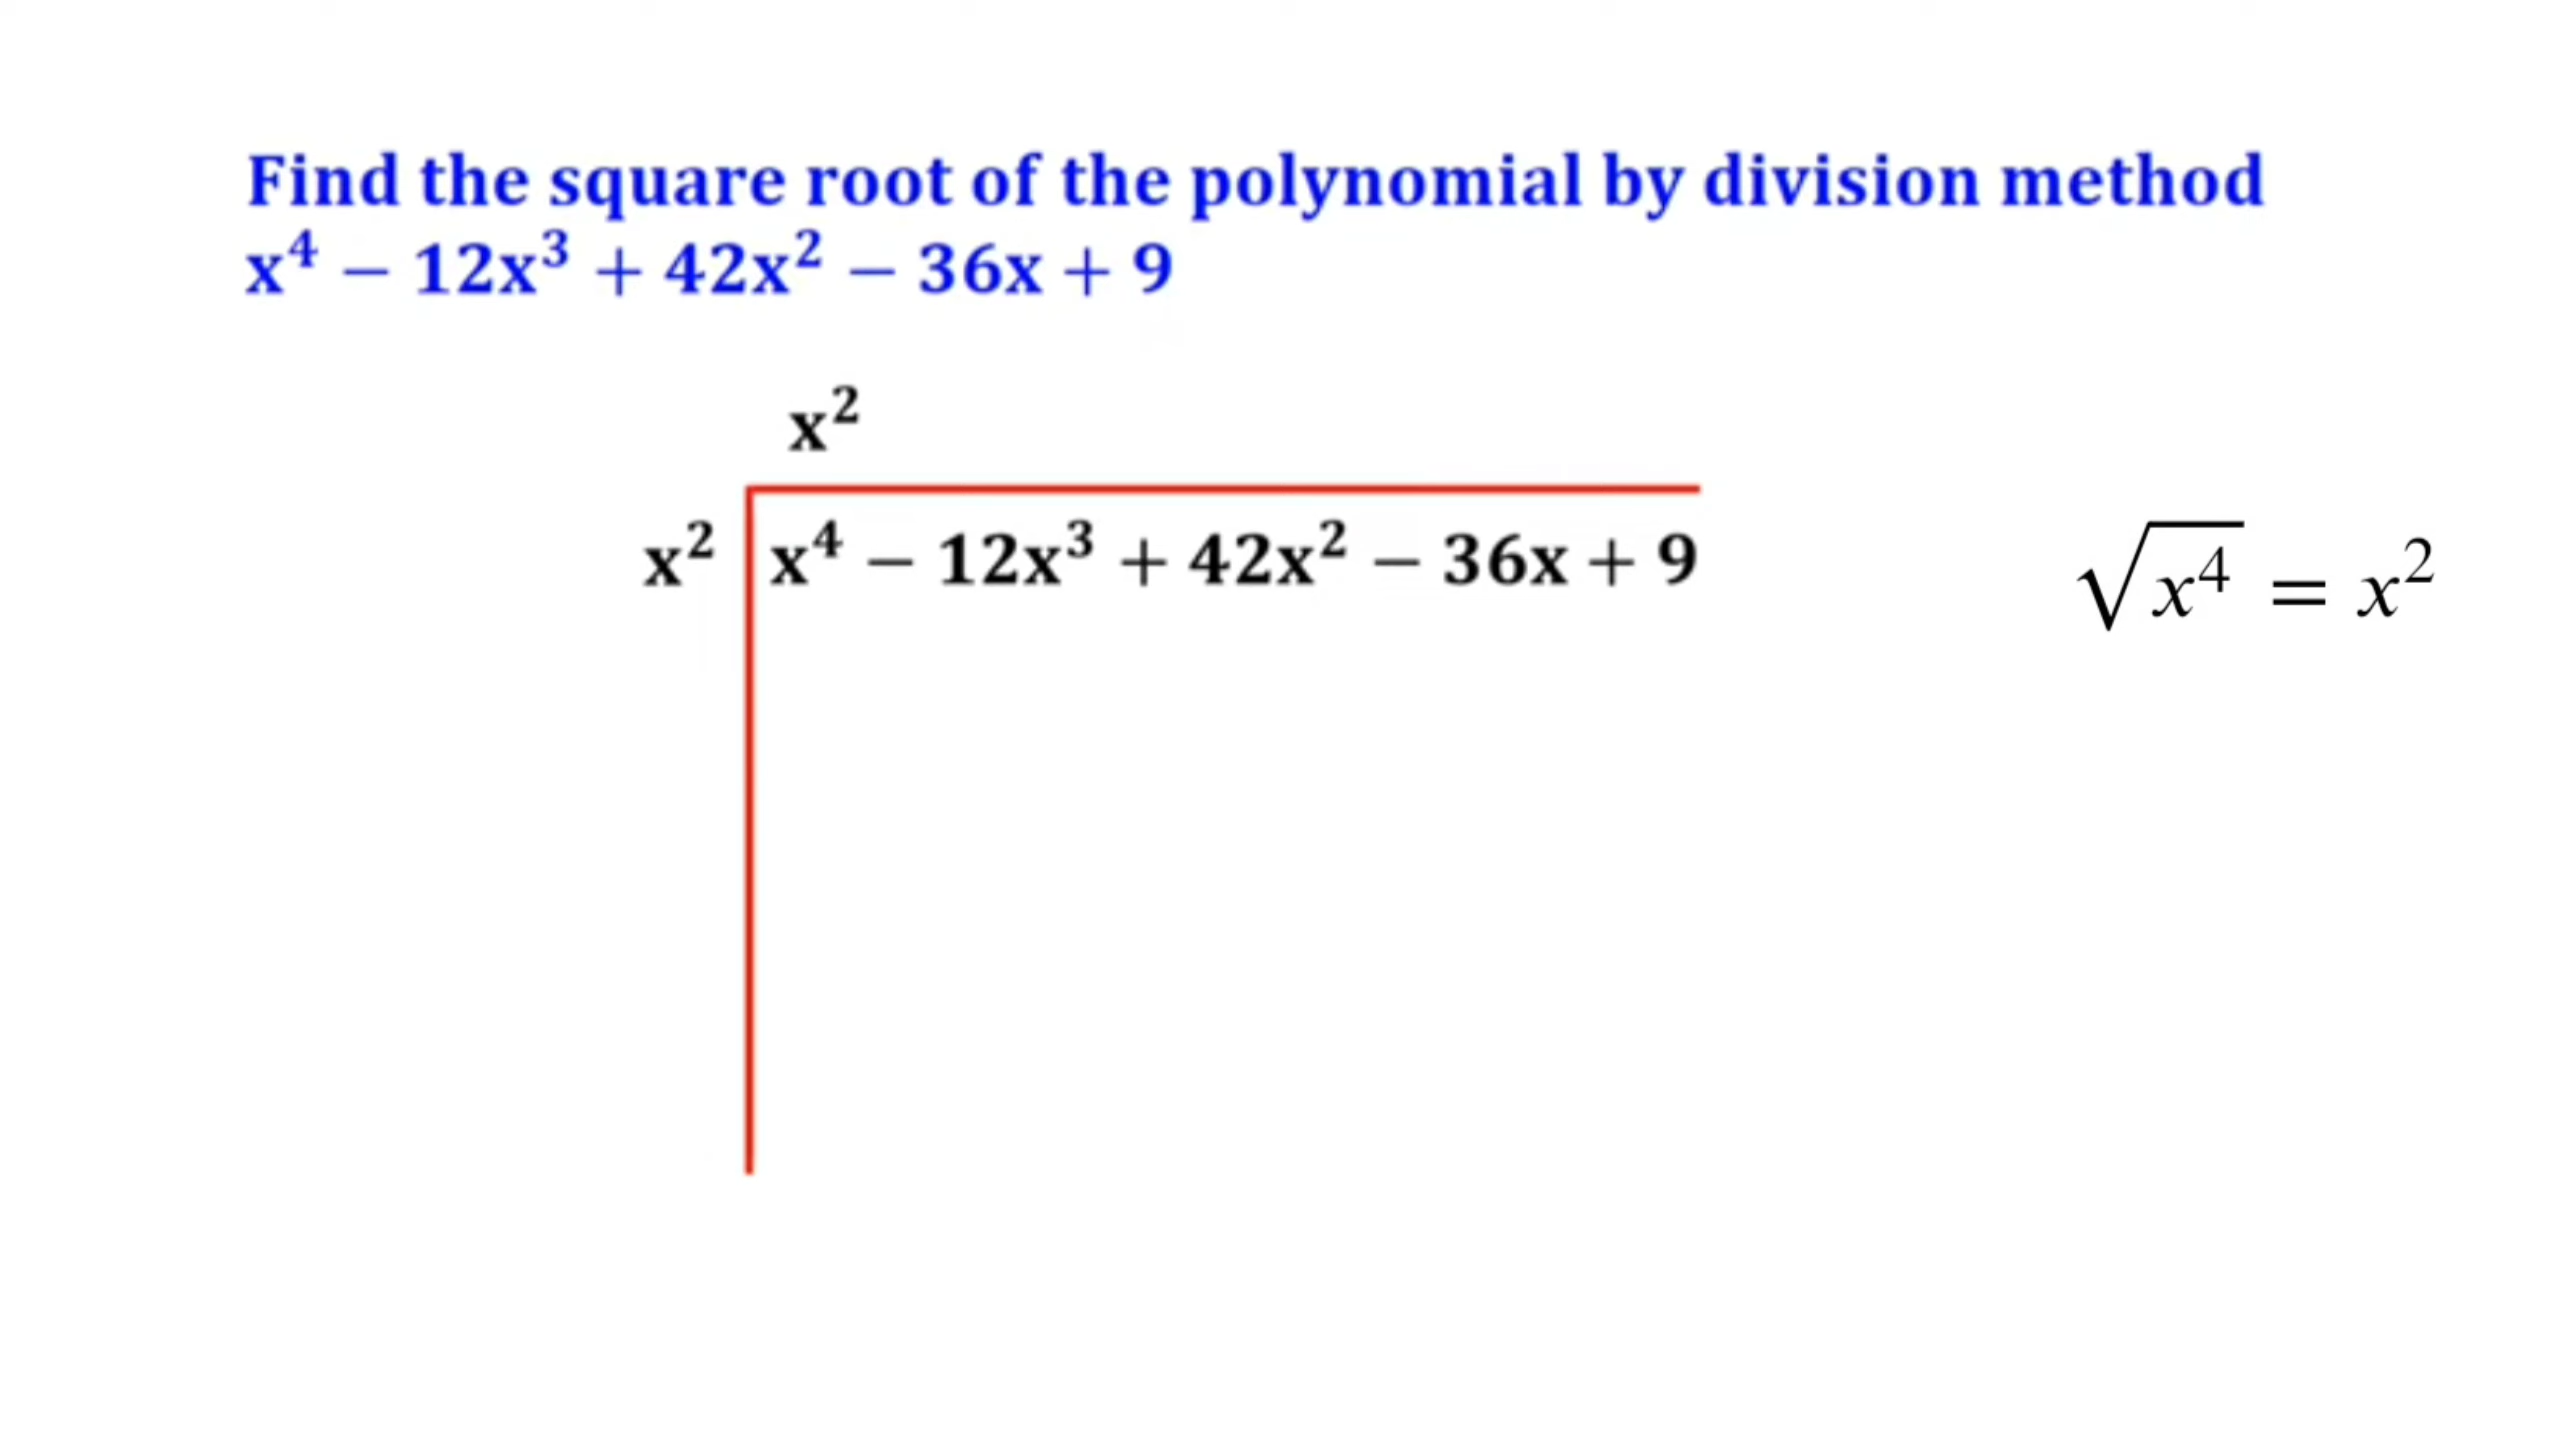 Find the square root of the polynomial by division method
x⁴ − 12x³ + 42x² − 36x + 9
x²
x² x⁴ − 12x³ + 42x² − 36x + 9
√x⁴ = x²